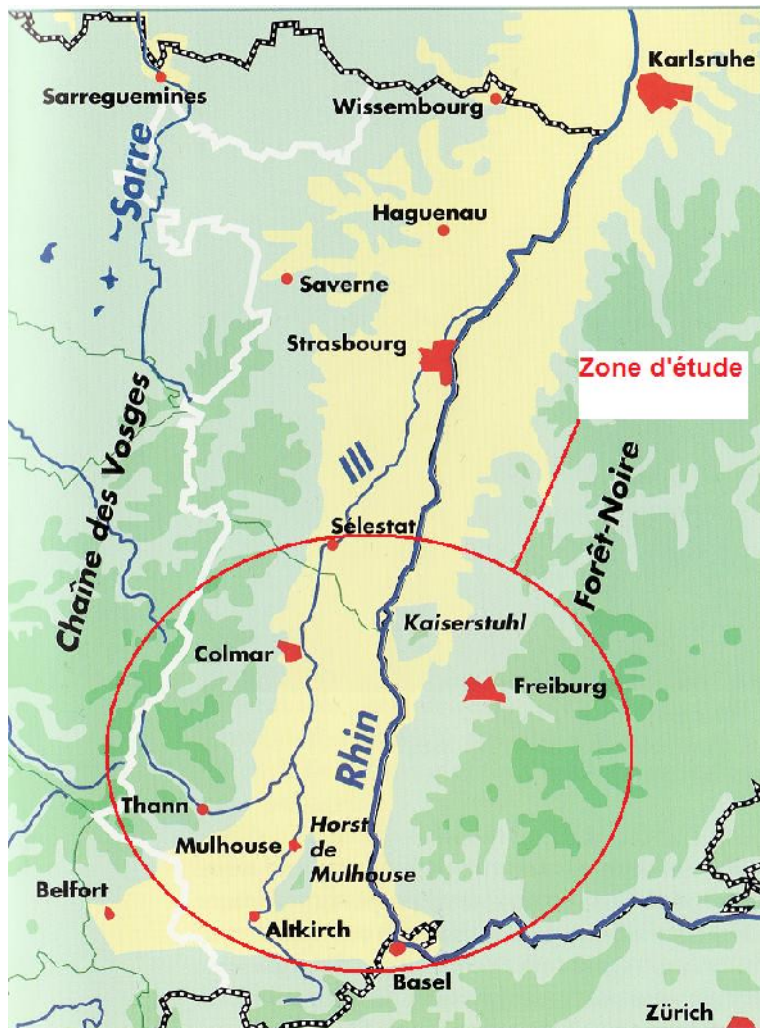 Karlsruhe
Sarreguemines
Wissembourg
Sarre
Haguenau
Saverne
Strasbourg
Zone d'étude
Chaîne des Vosges
Ill
Forêt-Noire
Sélestat
Kaiserstuhl
Colmar
Freiburg
Rhin
Thann
Mulhouse
Horst
de
Mulhouse
Belfort
Altkirch
Basel
Zürich